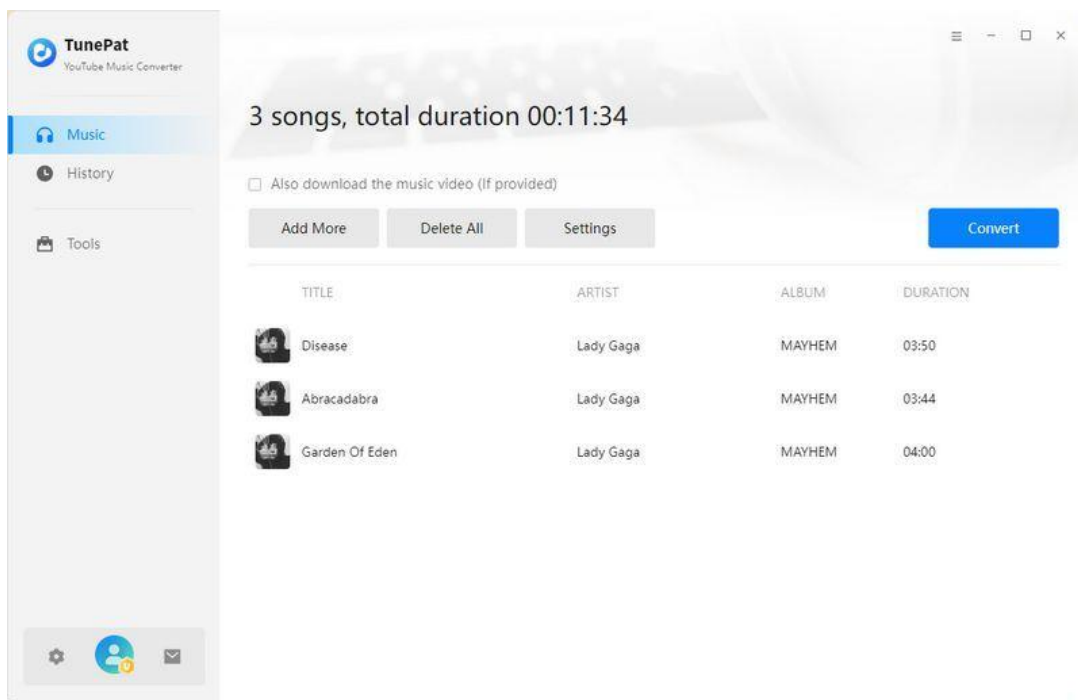 TunePat
YouTube Music Converter
Music
History
Tools
3 songs, total duration 00:11:34
Also download the music video (If provided)
Add More Delete All Settings Convert
TITLE ARTIST ALBUM DURATION
Disease Lady Gaga MAYHEM 03:50
Abracadabra Lady Gaga MAYHEM 03:44
Garden Of Eden Lady Gaga MAYHEM 04:00